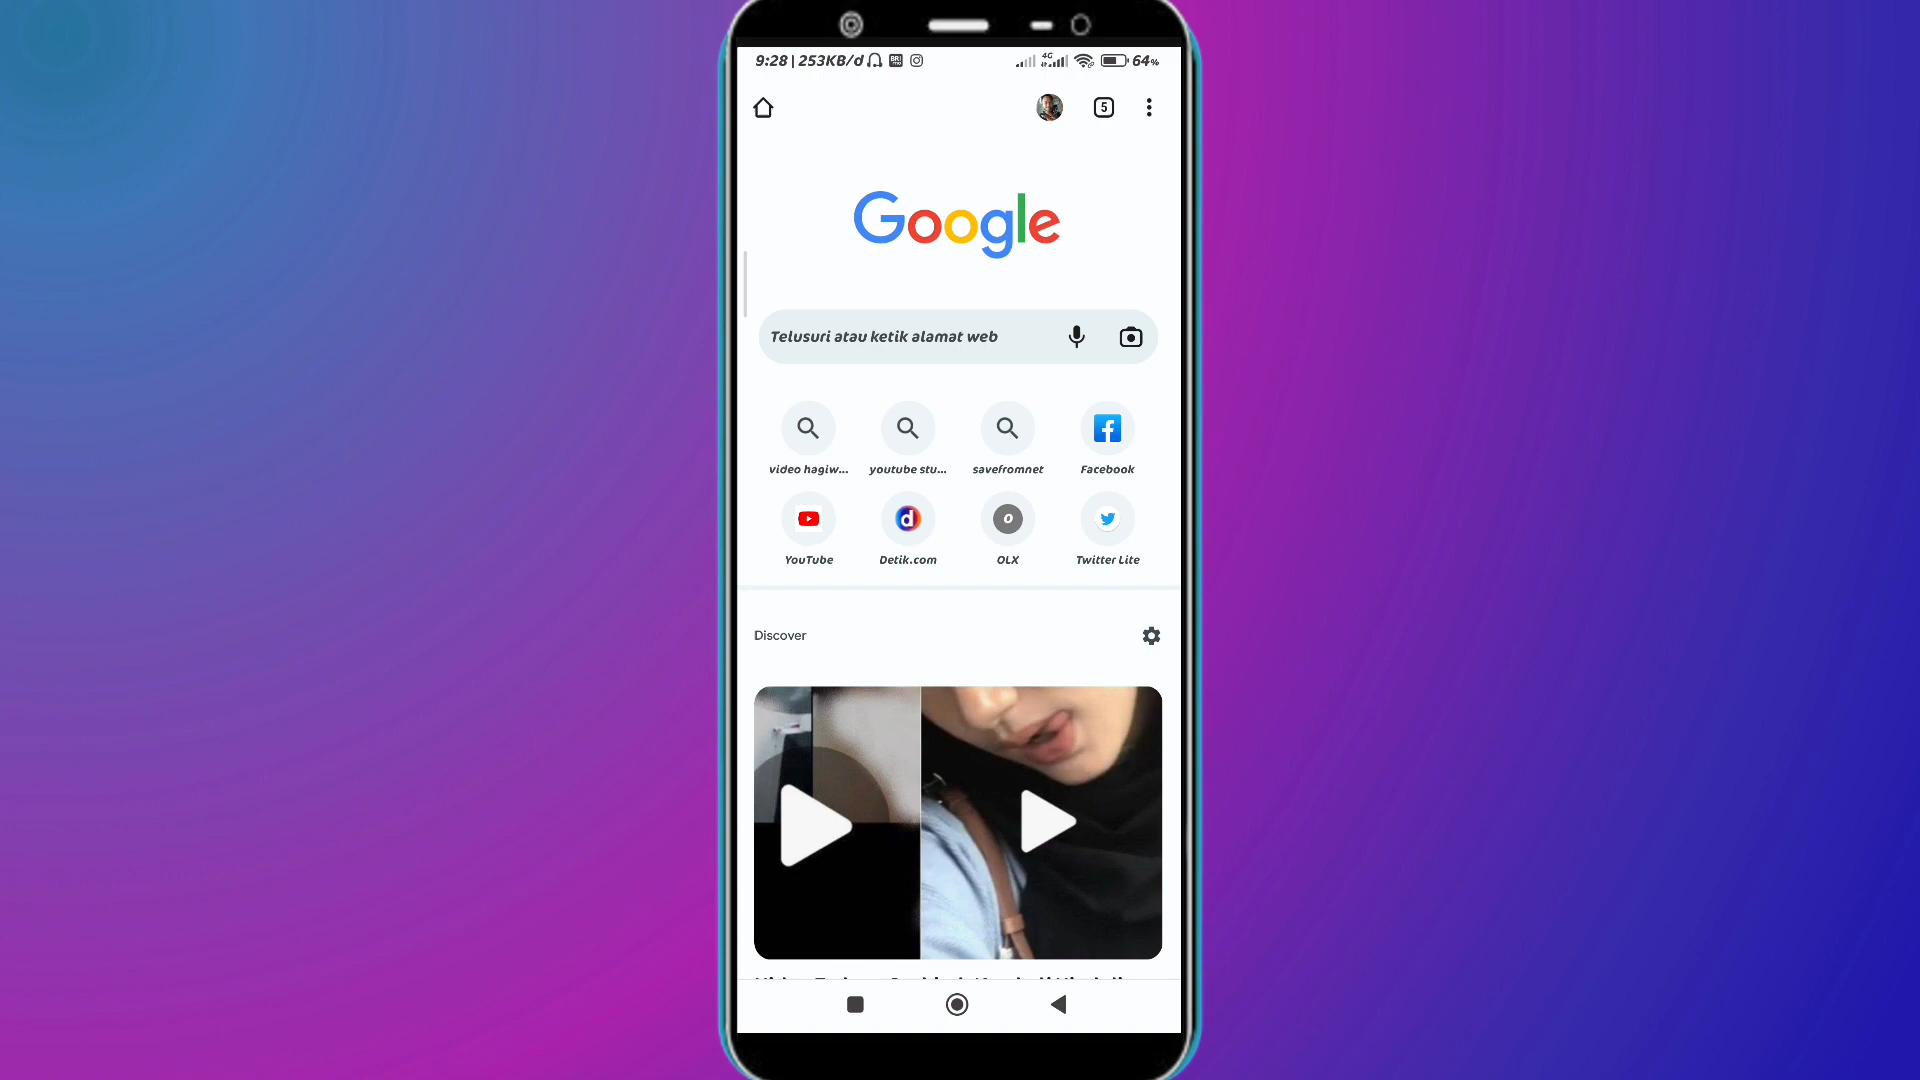 9:28 | 253KB/d
4G
64%
5
Google
Telusuri atau ketik alamat web
video hagiw...
youtube stu...
savefromnet
Facebook
d
O
YouTube
Detik.com
OLX
Twitter Lite
Discover